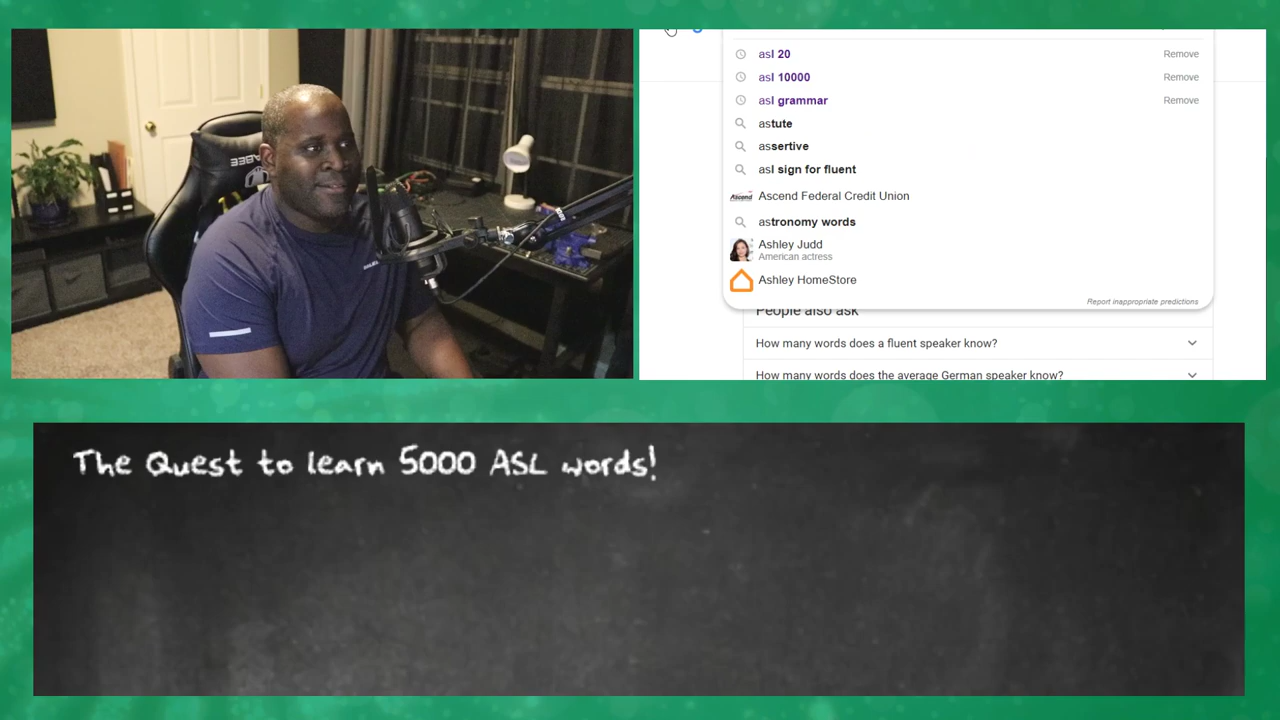 asl 20 Remove
asl 10000 Remove
asl grammar Remove
astute
assertive
asl sign for fluent
Ascend Ascend Federal Credit Union
astronomy words
Ashley Judd
American actress
Ashley HomeStore
Report inappropriate predictions
People also ask
How many words does a fluent speaker know?
How many words does the average German speaker know?
The Quest to learn 5000 ASL words!